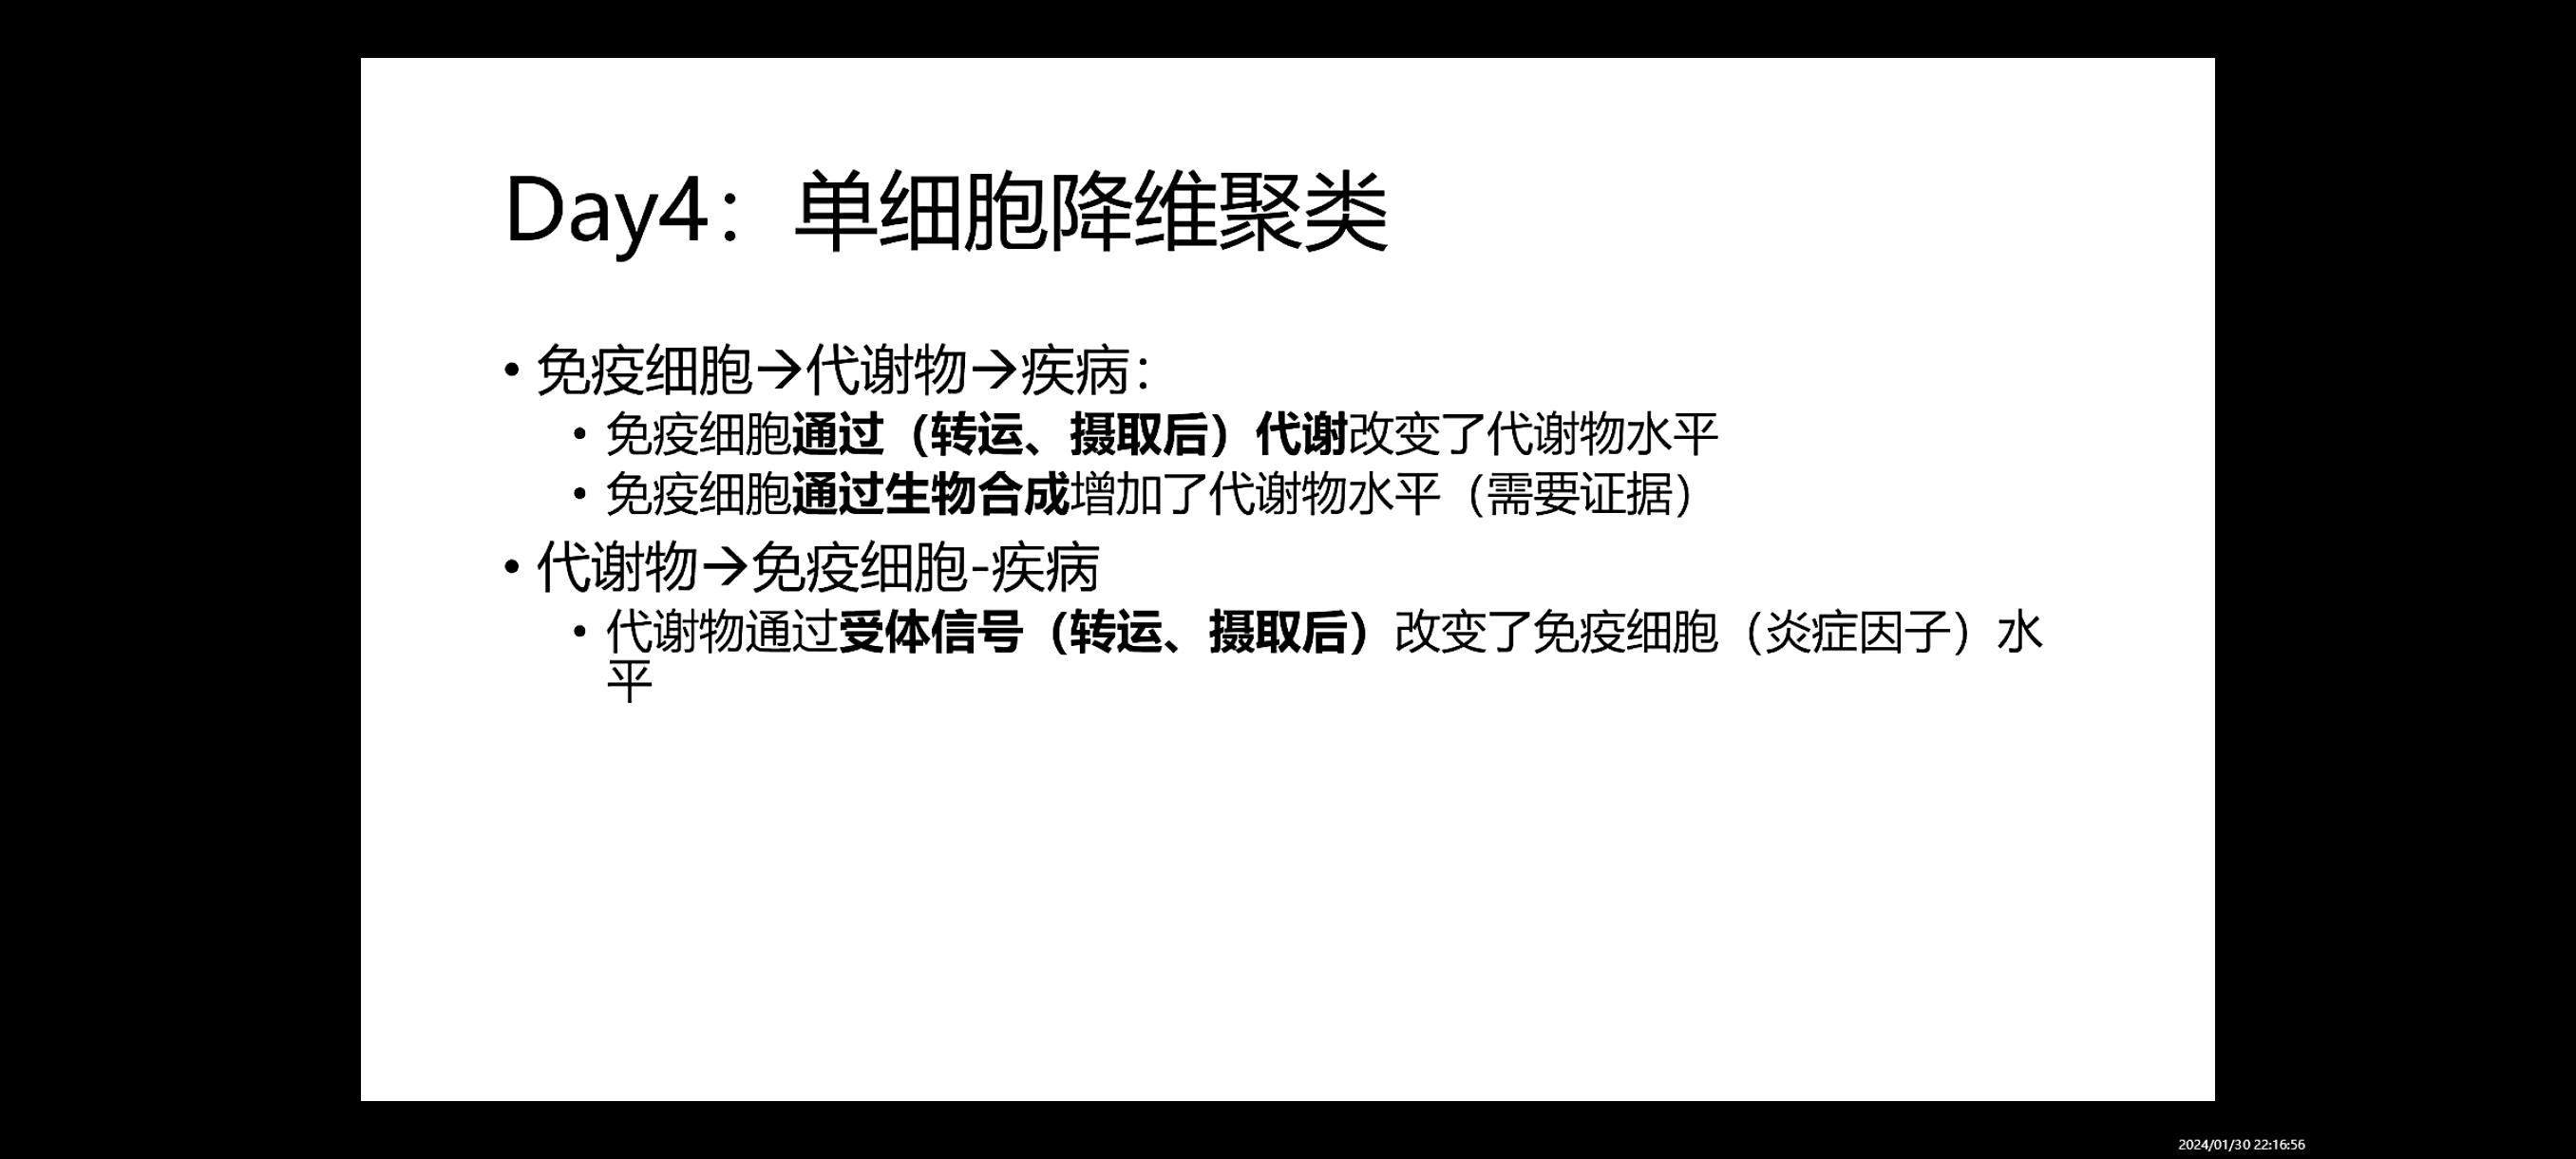 Day4：单细胞降维聚类
• 免疫细胞→代谢物→疾病：
• 免疫细胞通过（转运、摄取后）代谢改变了代谢物水平
• 免疫细胞通过生物合成增加了代谢物水平（需要证据）
• 代谢物→免疫细胞-疾病
• 代谢物通过受体信号（转运、摄取后）改变了免疫细胞（炎症因子）水
平
2024/01/30 22:16:56